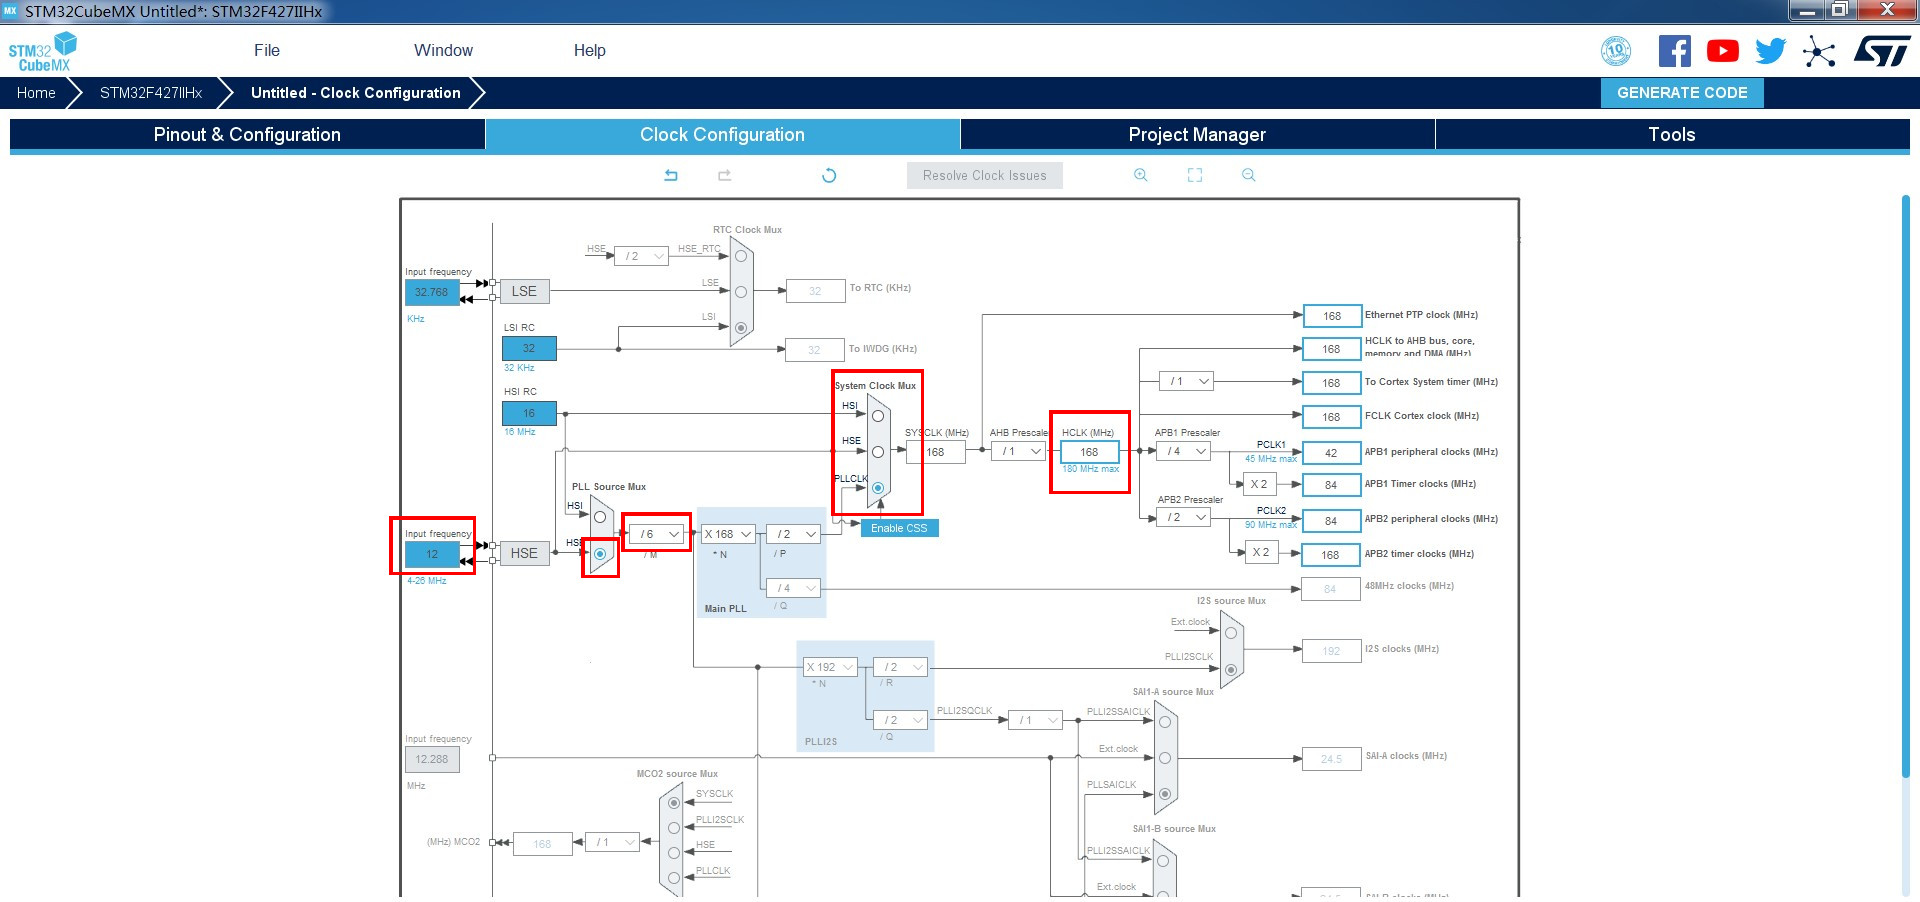 MX STM32CubeMX Untitled*: STM32F427IIHx
STM32
CubeMX
File Window Help
10
Home STM32F427IIHx Untitled - Clock Configuration GENERATE CODE
Pinout & Configuration Clock Configuration Project Manager Tools
Resolve Clock Issues
RTC Clock Mux
HSE / 2 HSE_RTC
Input frequency
32.768 LSE LSE 32 To RTC (KHz)
KHz
LSI
LSI RC
32 32 To IWDG (KHz)
32 KHz
HSI RC
16
16 MHz
System Clock Mux
HSI
HSE
PLLCLK
SYSCLK (MHz)
168
AHB Prescaler
/ 1
HCLK (MHz)
168
180 MHz max
168 Ethernet PTP clock (MHz)
168 HCLK to AHB bus, core,
memory and DMA (MHz)
/ 1 168 To Cortex System timer (MHz)
168 FCLK Cortex clock (MHz)
APB1 Prescaler
/ 4
PCLK1
45 MHz max
42 APB1 peripheral clocks (MHz)
X 2 84 APB1 Timer clocks (MHz)
APB2 Prescaler
/ 2
PCLK2
90 MHz max
84 APB2 peripheral clocks (MHz)
X 2 168 APB2 timer clocks (MHz)
Enable CSS
PLL Source Mux
HSI
HSE
Input frequency
12 HSE
4-26 MHz
/ 6
/ M
X 168
* N
/ 2
/ P
/ 4
/ Q
Main PLL
84 48MHz clocks (MHz)
I2S source Mux
Ext.clock
PLLI2SCLK
192 I2S clocks (MHz)
X 192
* N
/ 2
/ R
/ 2
/ Q
PLLI2S
PLLI2SQCLK
/ 1
SAI1-A source Mux
PLLI2SSAICLK
Ext.clock
PLLSAICLK
24.5 SAI-A clocks (MHz)
Input frequency
12.288
MHz
MCO2 source Mux
SYSCLK
PLLI2SCLK
HSE
PLLCLK
(MHz) MCO2 168 / 1
SAI1-B source Mux
PLLI2SSAICLK
Ext.clock
24.5 SAI-B clocks (MHz)